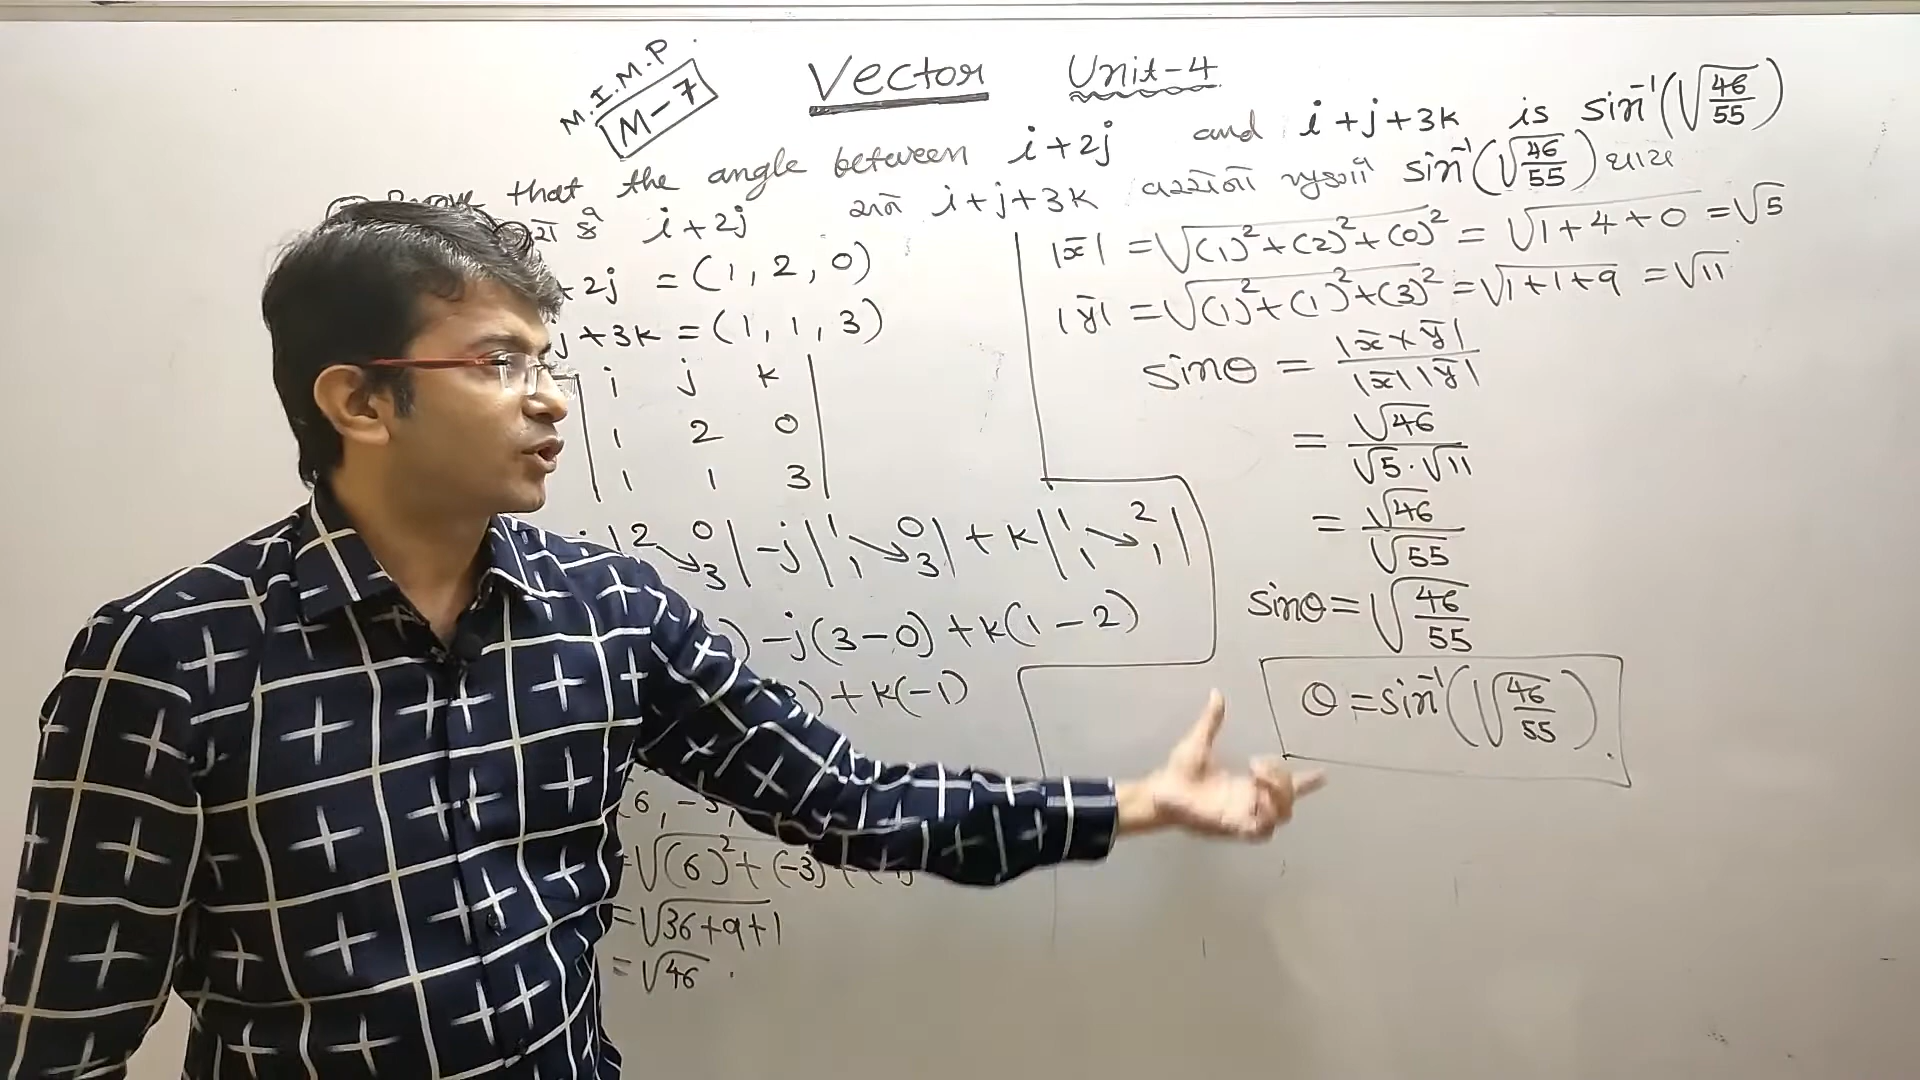 M.I.M.P.
M-7
Vector Unit-4
Prove that the angle between i+2j and i+j+3k is sin⁻¹(√(46/55))
i+2j અને i+j+3k વચ્ચેનો ખૂણો sin⁻¹(√(46/55)) થાય
+2j = (1, 2, 0)
j+3k = (1, 1, 3)
i j k
1 2 0
1 1 3
|2 0 3| -j|1 0 1 3| + k|1 2 1 1|
) -j(3-0) +k(1-2)
) + k(-1)
(6, -3,
= √(6)²+(-3)
= √36+9+1
= √46.
|x̄| = √(1)²+(2)²+(0)² = √1+4+0 = √5
|ȳ| = √(1)²+(1)²+(3)² = √1+1+9 = √11
sinθ = |x̄×ȳ| / |x̄||ȳ|
= √46 / √5·√11
= √46 / √55
sinθ = √(46/55)
θ = sin⁻¹(√(46/55)).